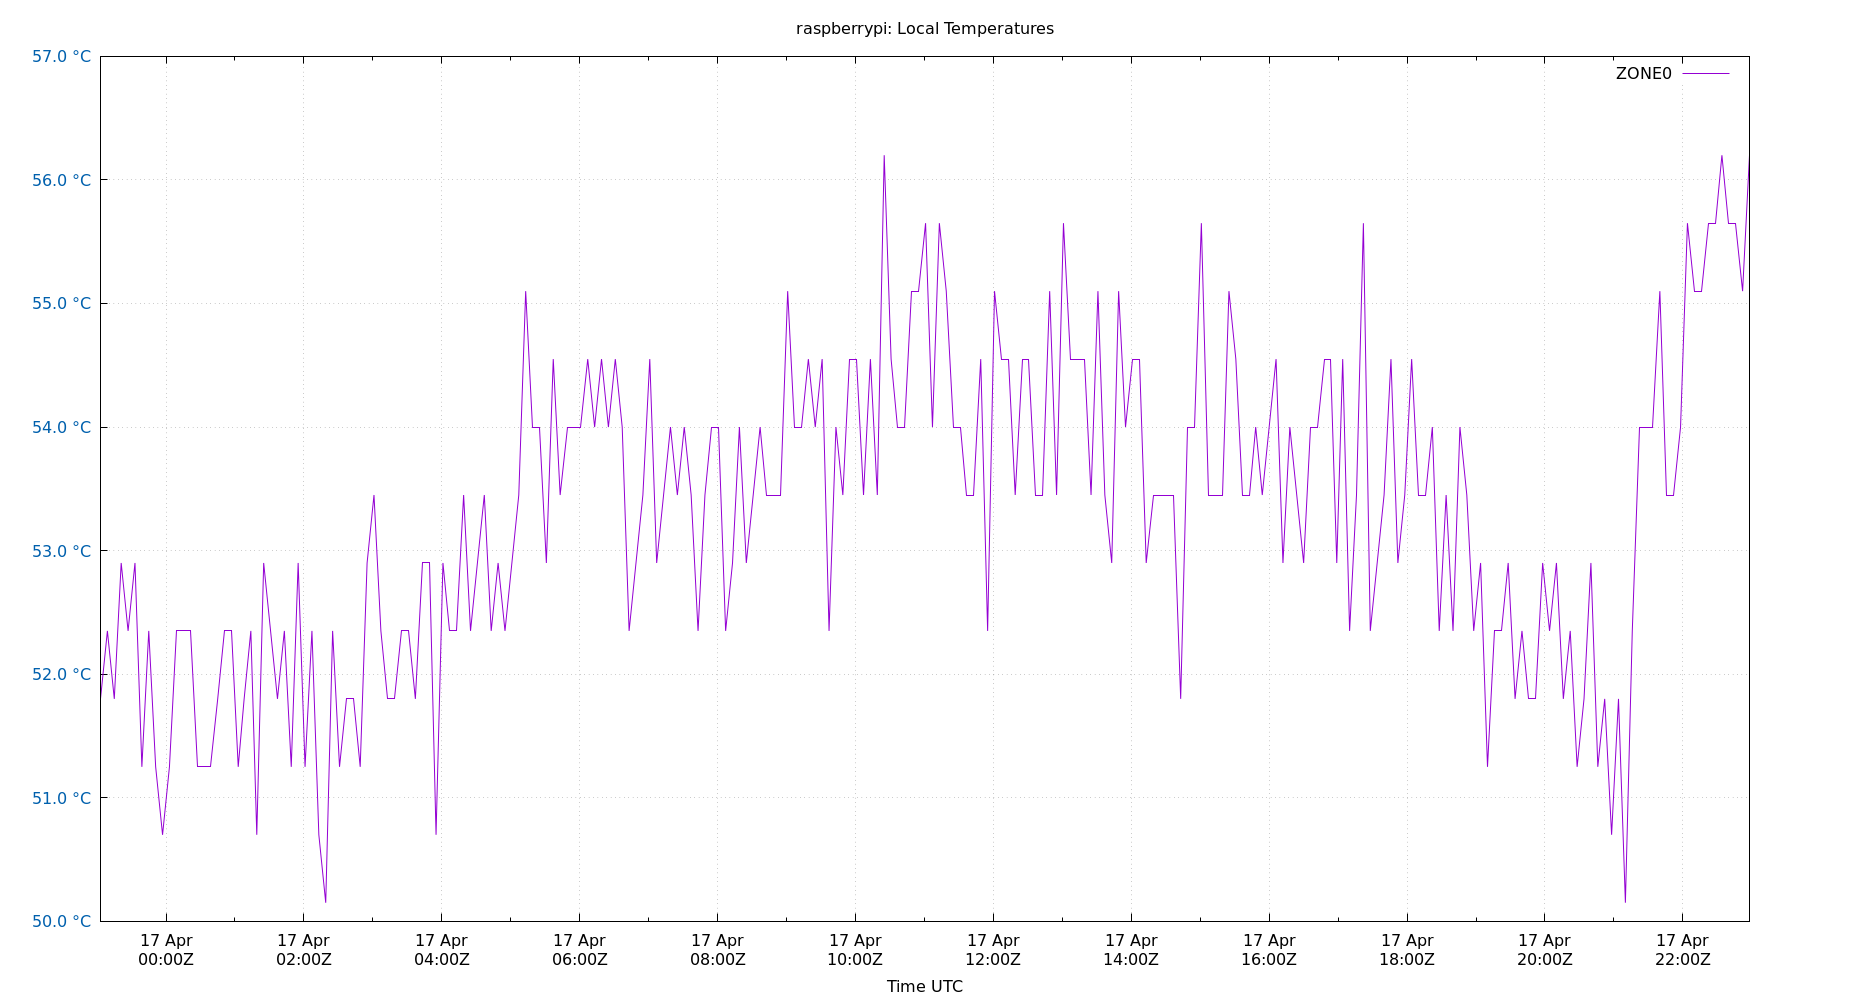 raspberrypi: Local Temperatures
57.0 °C
ZONE0
56.0 °C
55.0 °C
54.0 °C
53.0 °C
52.0 °C
51.0 °C
50.0 °C
17 Apr 17 Apr 17 Apr 17 Apr 17 Apr 17 Apr 17 Apr 17 Apr 17 Apr 17 Apr 17 Apr 17 Apr
00:00Z 02:00Z 04:00Z 06:00Z 08:00Z 10:00Z 12:00Z 14:00Z 16:00Z 18:00Z 20:00Z 22:00Z
Time UTC